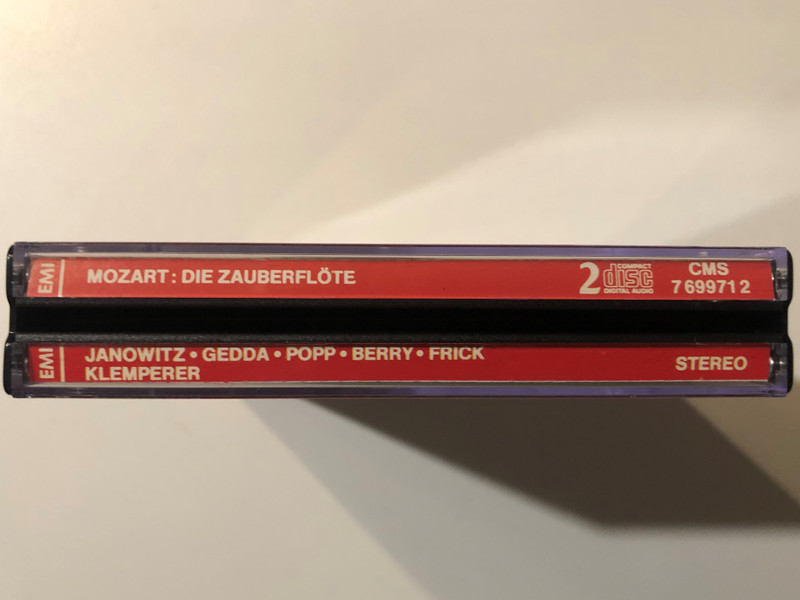 EMI
MOZART: DIE ZAUBERFLÖTE
2 COMPACT disc DIGITAL AUDIO
CMS
7 69971 2
EMI
JANOWITZ • GEDDA • POPP • BERRY • FRICK
KLEMPERER
STEREO